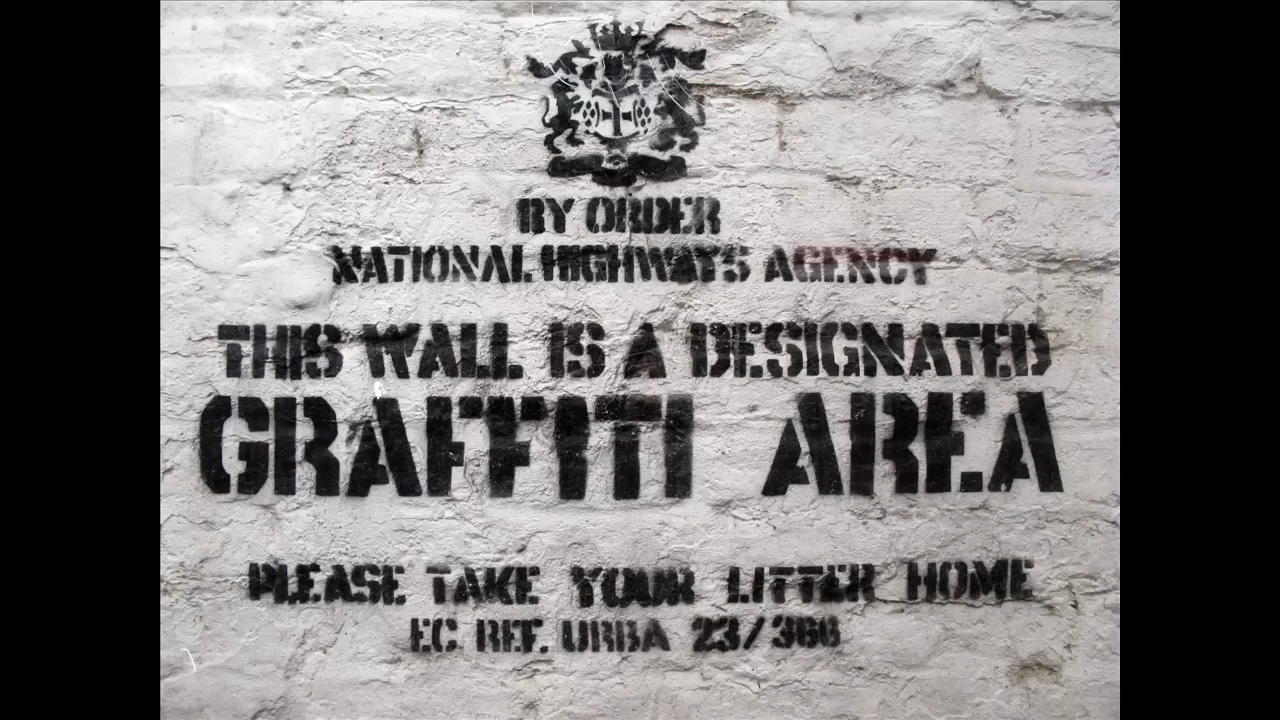 BY ORDER
NATIONAL HIGHWAYS AGENCY
THIS WALL IS A DESIGNATED
GRAFFITI AREA
PLEASE TAKE YOUR LITTER HOME
EC REF. URBA 23/366